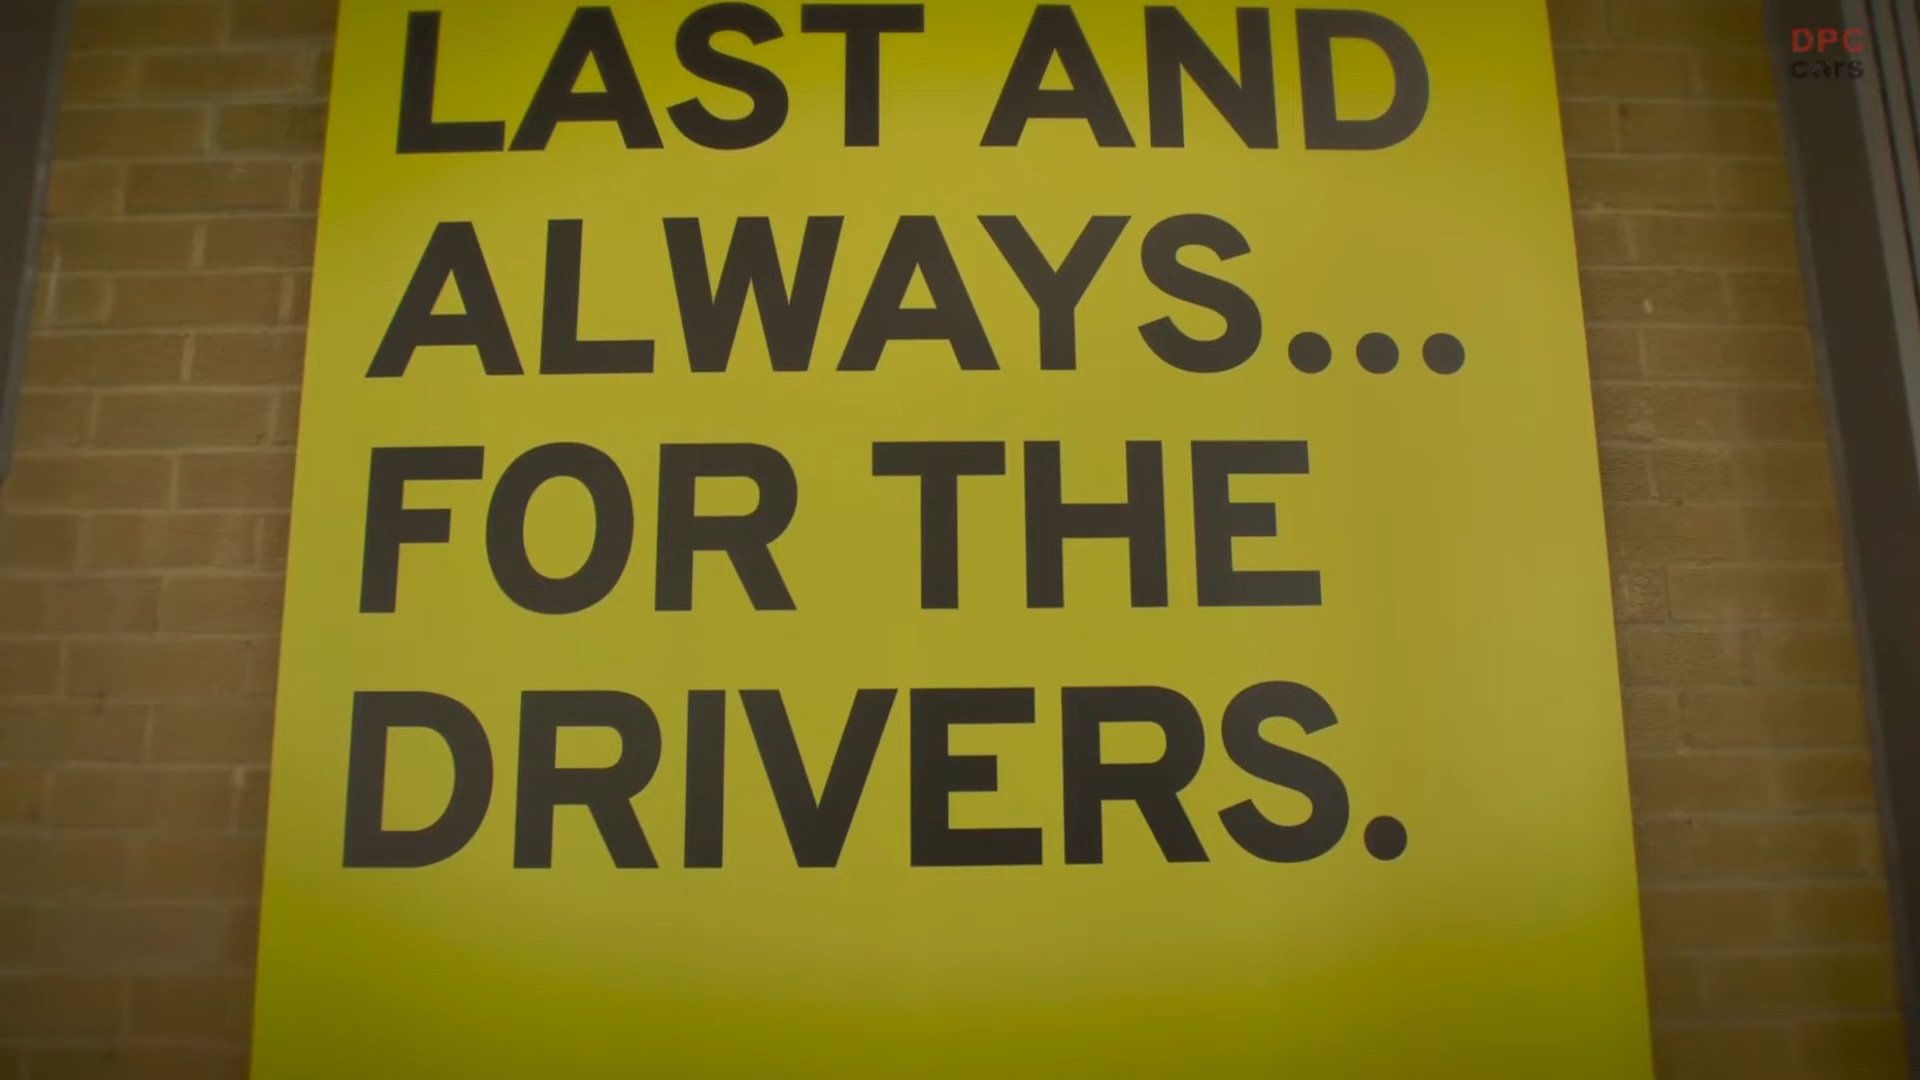 LAST AND
ALWAYS...
FOR THE
DRIVERS.
DPC
cars